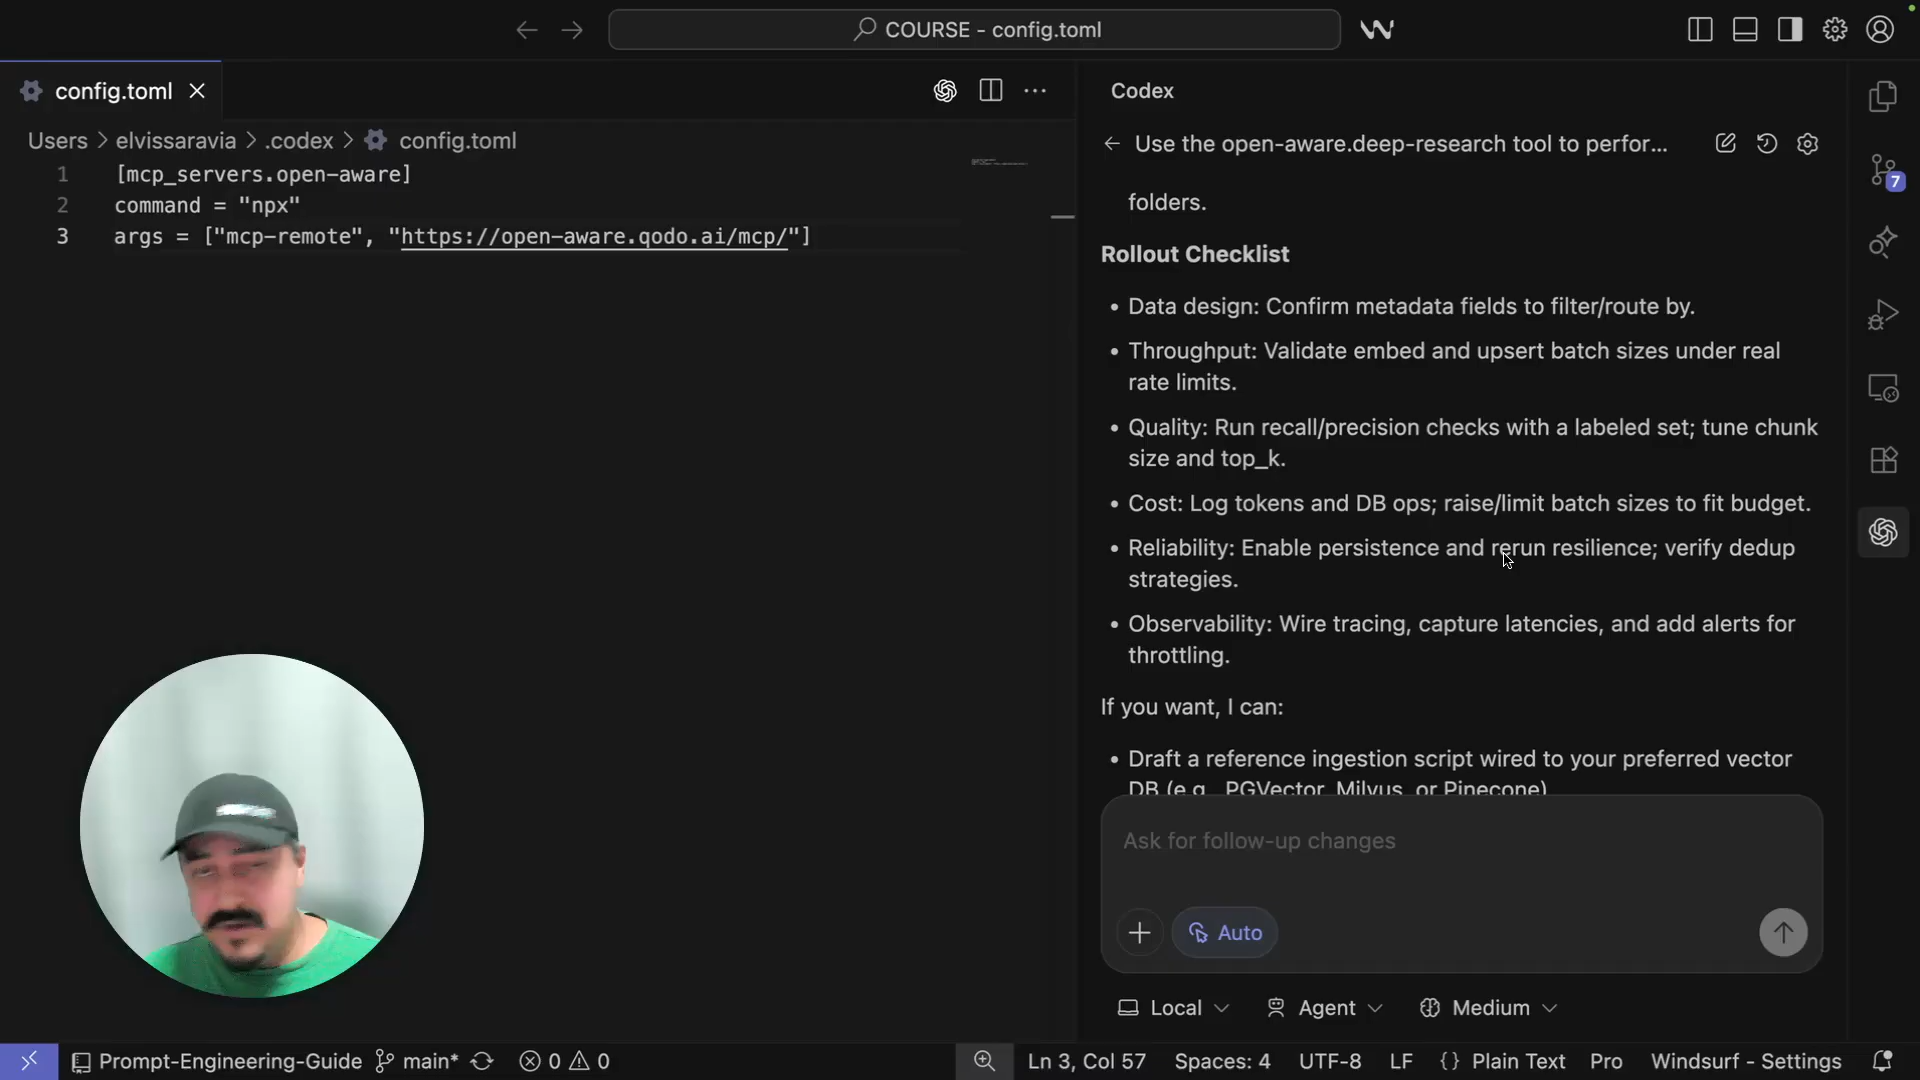 COURSE - config.toml
config.toml
Users > elvissaravia > .codex > config.toml
1 [mcp_servers.open-aware]
2 command = "npx"
3 args = ["mcp-remote", "https://open-aware.qodo.ai/mcp/"]
Codex
Use the open-aware.deep-research tool to perfor...
folders.
Rollout Checklist
• Data design: Confirm metadata fields to filter/route by.
• Throughput: Validate embed and upsert batch sizes under real
rate limits.
• Quality: Run recall/precision checks with a labeled set; tune chunk
size and top_k.
• Cost: Log tokens and DB ops; raise/limit batch sizes to fit budget.
• Reliability: Enable persistence and rerun resilience; verify dedup
strategies.
• Observability: Wire tracing, capture latencies, and add alerts for
throttling.
If you want, I can:
• Draft a reference ingestion script wired to your preferred vector
DB (e.g., PGVector, Milvus, or Pinecone)
Ask for follow-up changes
Auto
Local Agent Medium
7
Prompt-Engineering-Guide main* 0 0 Ln 3, Col 57 Spaces: 4 UTF-8 LF {} Plain Text Pro Windsurf - Settings